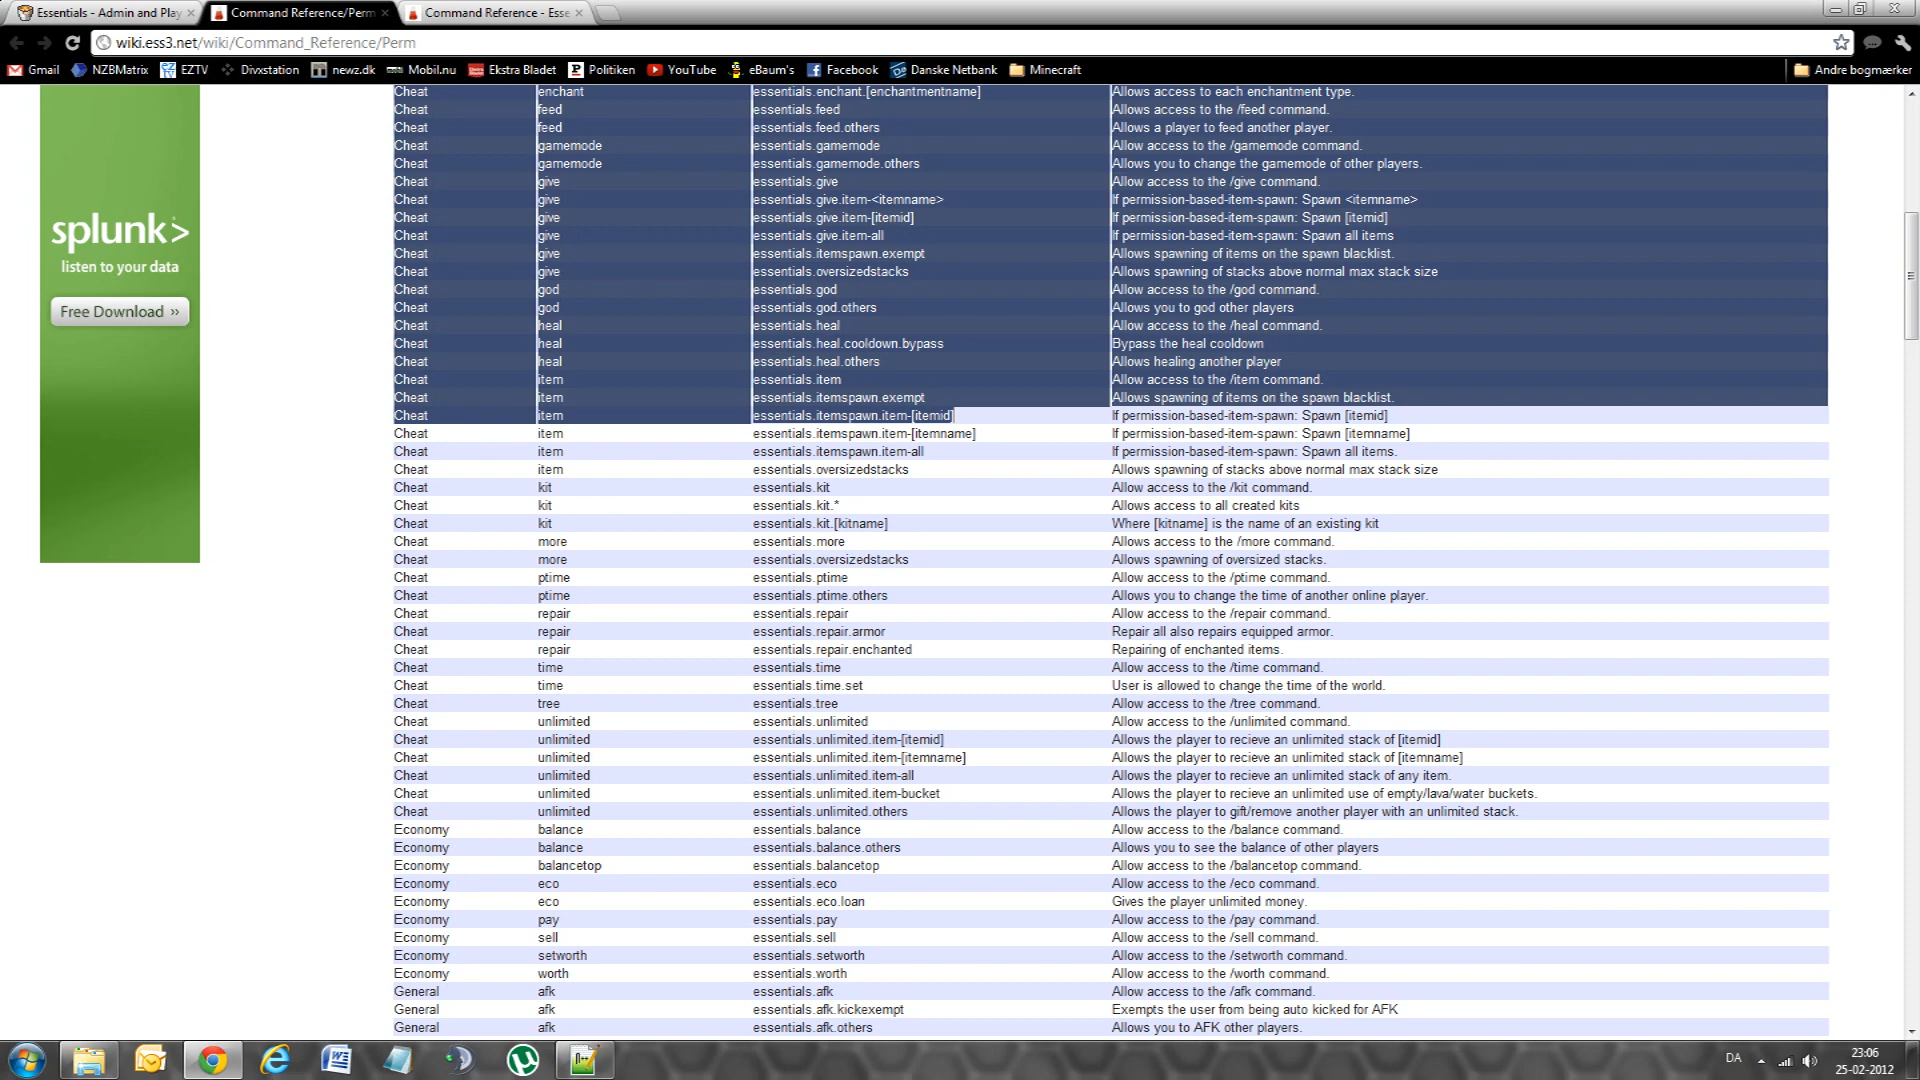 Essentials - Admin and Play
Command Reference/Perm
Command Reference - Esse
wiki.ess3.net/wiki/Command_Reference/Perm
Gmail NZBMatrix EZTV Divxstation newz.dk Mobil.nu Ekstra Bladet Politiken YouTube eBaum's Facebook Danske Netbank Minecraft Andre bogmærker
splunk>
listen to your data
Free Download »
Cheat enchant essentials.enchant.[enchantmentname] Allows access to each enchantment type.
Cheat feed essentials.feed Allows access to the /feed command.
Cheat feed essentials.feed.others Allows a player to feed another player.
Cheat gamemode essentials.gamemode Allow access to the /gamemode command.
Cheat gamemode essentials.gamemode.others Allows you to change the gamemode of other players.
Cheat give essentials.give Allow access to the /give command.
Cheat give essentials.give.item-<itemname> If permission-based-item-spawn: Spawn <itemname>
Cheat give essentials.give.item-[itemid] If permission-based-item-spawn: Spawn [itemid]
Cheat give essentials.give.item-all If permission-based-item-spawn: Spawn all items
Cheat give essentials.itemspawn.exempt Allows spawning of items on the spawn blacklist.
Cheat give essentials.oversizedstacks Allows spawning of stacks above normal max stack size
Cheat god essentials.god Allow access to the /god command.
Cheat god essentials.god.others Allows you to god other players
Cheat heal essentials.heal Allow access to the /heal command.
Cheat heal essentials.heal.cooldown.bypass Bypass the heal cooldown
Cheat heal essentials.heal.others Allows healing another player
Cheat item essentials.item Allow access to the /item command.
Cheat item essentials.itemspawn.exempt Allows spawning of items on the spawn blacklist.
Cheat item essentials.itemspawn.item-[itemid] If permission-based-item-spawn: Spawn [itemid]
Cheat item essentials.itemspawn.item-[itemname] If permission-based-item-spawn: Spawn [itemname]
Cheat item essentials.itemspawn.item-all If permission-based-item-spawn: Spawn all items.
Cheat item essentials.oversizedstacks Allows spawning of stacks above normal max stack size
Cheat kit essentials.kit Allow access to the /kit command.
Cheat kit essentials.kit.* Allows access to all created kits
Cheat kit essentials.kit.[kitname] Where [kitname] is the name of an existing kit
Cheat more essentials.more Allows access to the /more command.
Cheat more essentials.oversizedstacks Allows spawning of oversized stacks.
Cheat ptime essentials.ptime Allow access to the /ptime command.
Cheat ptime essentials.ptime.others Allows you to change the time of another online player.
Cheat repair essentials.repair Allow access to the /repair command.
Cheat repair essentials.repair.armor Repair all also repairs equipped armor.
Cheat repair essentials.repair.enchanted Repairing of enchanted items.
Cheat time essentials.time Allow access to the /time command.
Cheat time essentials.time.set User is allowed to change the time of the world.
Cheat tree essentials.tree Allow access to the /tree command.
Cheat unlimited essentials.unlimited Allow access to the /unlimited command.
Cheat unlimited essentials.unlimited.item-[itemid] Allows the player to recieve an unlimited stack of [itemid]
Cheat unlimited essentials.unlimited.item-[itemname] Allows the player to recieve an unlimited stack of [itemname]
Cheat unlimited essentials.unlimited.item-all Allows the player to recieve an unlimited stack of any item.
Cheat unlimited essentials.unlimited.item-bucket Allows the player to recieve an unlimited use of empty/lava/water buckets.
Cheat unlimited essentials.unlimited.others Allows the player to gift/remove another player with an unlimited stack.
Economy balance essentials.balance Allow access to the /balance command.
Economy balance essentials.balance.others Allows you to see the balance of other players
Economy balancetop essentials.balancetop Allow access to the /balancetop command.
Economy eco essentials.eco Allow access to the /eco command.
Economy eco essentials.eco.loan Gives the player unlimited money.
Economy pay essentials.pay Allow access to the /pay command.
Economy sell essentials.sell Allow access to the /sell command.
Economy setworth essentials.setworth Allow access to the /setworth command.
Economy worth essentials.worth Allow access to the /worth command.
General afk essentials.afk Allow access to the /afk command.
General afk essentials.afk.kickexempt Exempts the user from being auto kicked for AFK
General afk essentials.afk.others Allows you to AFK other players.
DA
23:06
25-02-2012